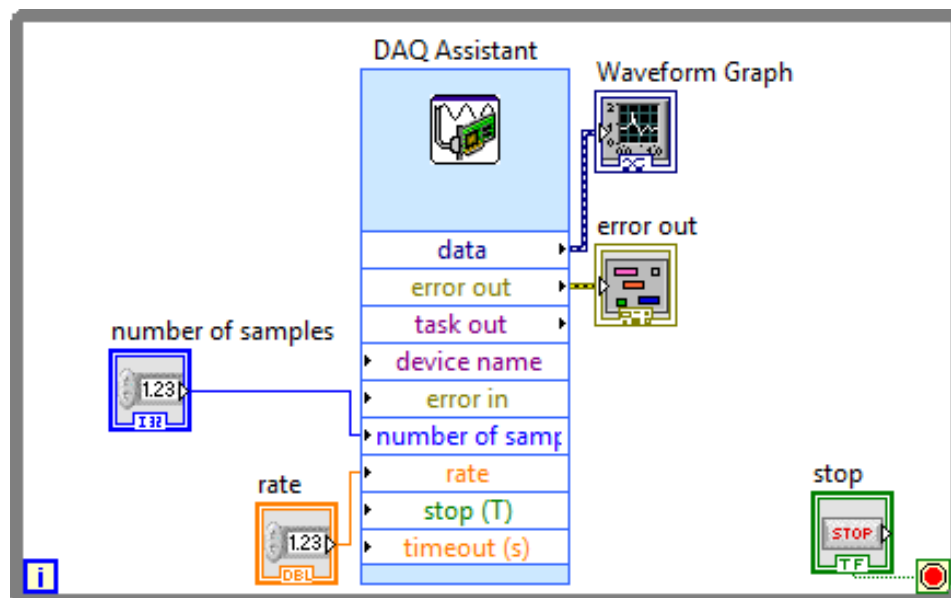 DAQ Assistant
Waveform Graph
data
error out
error out
task out
number of samples
device name
1.23
I32
error in
number of samp
rate
rate
1.23
DBL
stop (T)
timeout (s)
stop
STOP
TF
i